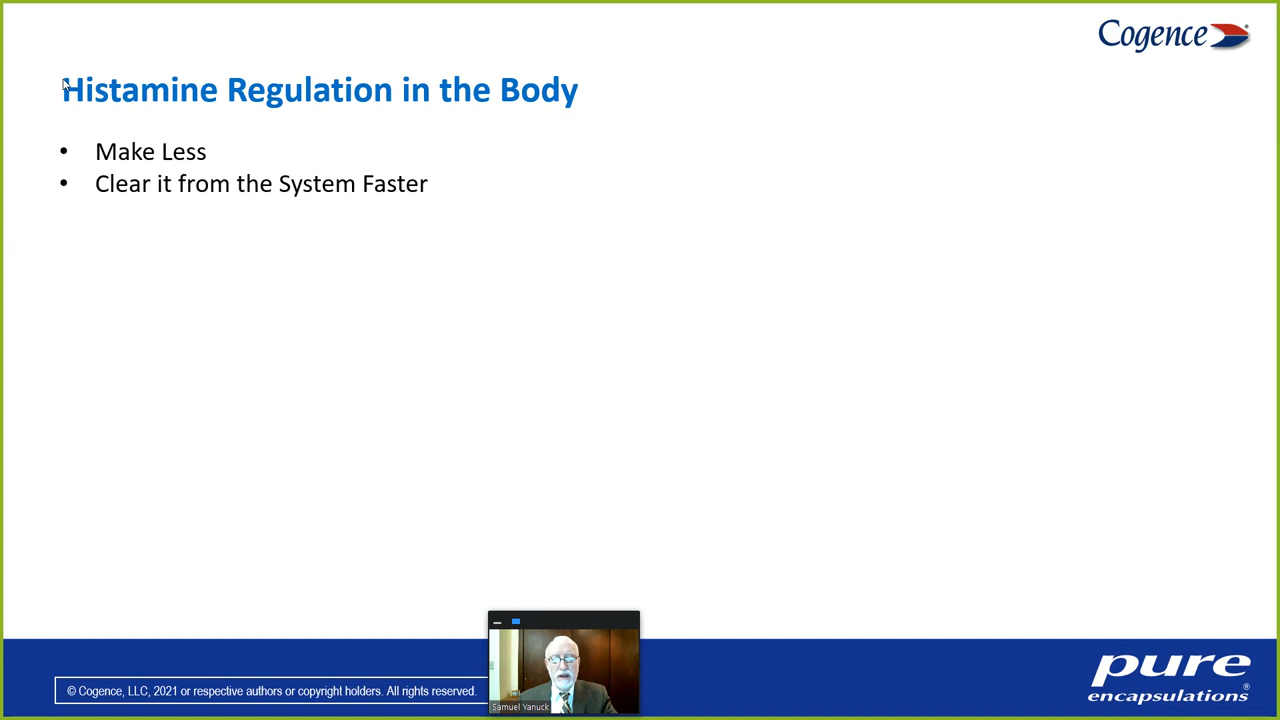 Cogence
Histamine Regulation in the Body
• Make Less
• Clear it from the System Faster
© Cogence, LLC, 2021 or respective authors or copyright holders. All rights reserved.
Samuel Yanuck
pure
encapsulations®